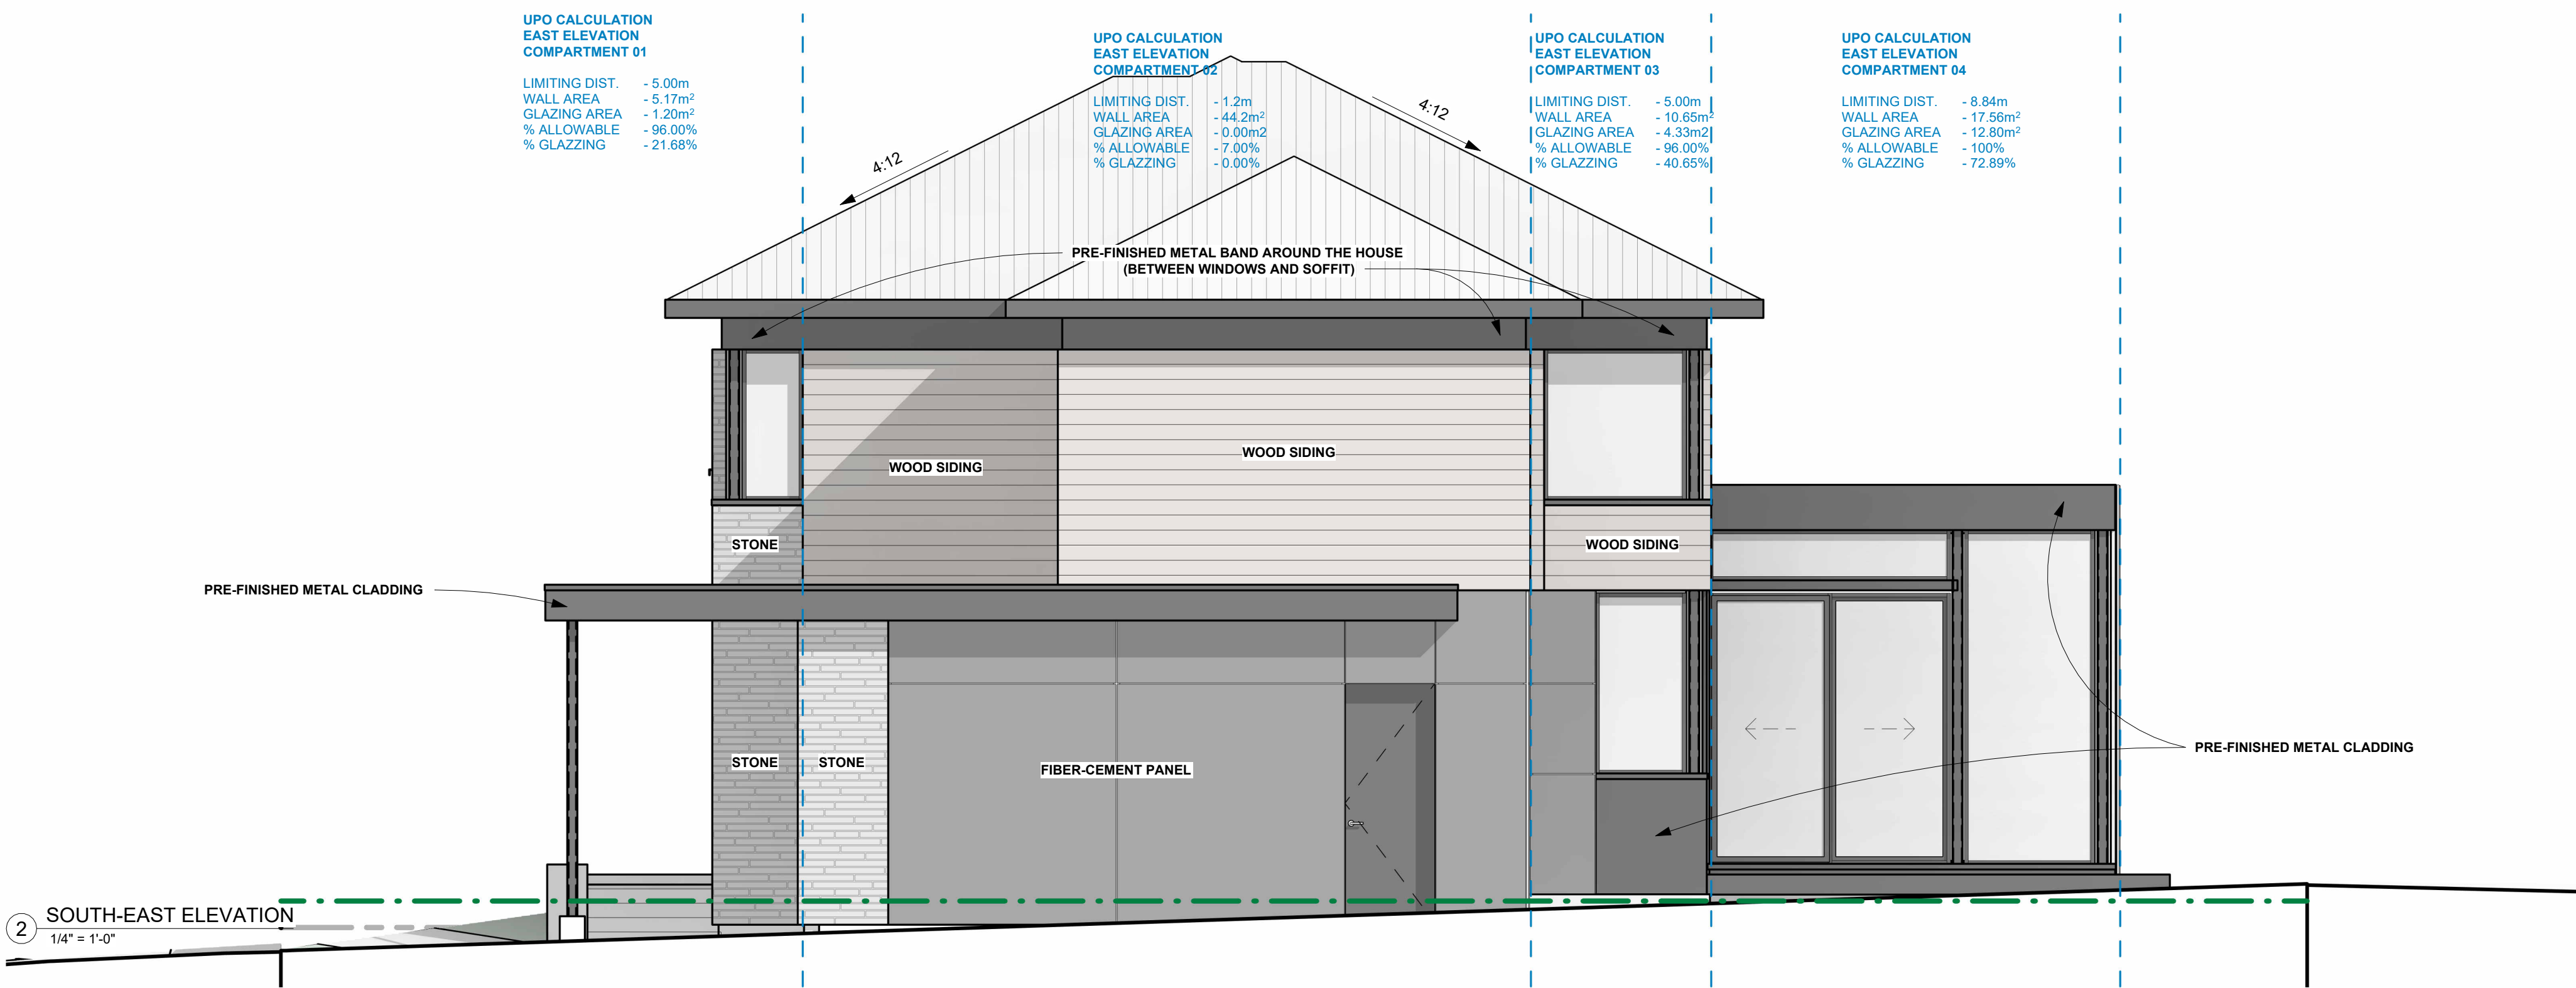 UPO CALCULATION
EAST ELEVATION
COMPARTMENT 01
LIMITING DIST. - 5.00m
WALL AREA - 5.17m²
GLAZING AREA - 1.20m²
% ALLOWABLE - 96.00%
% GLAZZING - 21.68%
UPO CALCULATION
EAST ELEVATION
COMPARTMENT 02
LIMITING DIST. - 1.2m
WALL AREA - 44.2m²
GLAZING AREA - 0.00m2
% ALLOWABLE - 7.00%
% GLAZZING - 0.00%
UPO CALCULATION
EAST ELEVATION
COMPARTMENT 03
LIMITING DIST. - 5.00m
WALL AREA - 10.65m²
GLAZING AREA - 4.33m2
% ALLOWABLE - 96.00%
% GLAZZING - 40.65%
UPO CALCULATION
EAST ELEVATION
COMPARTMENT 04
LIMITING DIST. - 8.84m
WALL AREA - 17.56m²
GLAZING AREA - 12.80m²
% ALLOWABLE - 100%
% GLAZZING - 72.89%
4:12
4:12
PRE-FINISHED METAL BAND AROUND THE HOUSE
(BETWEEN WINDOWS AND SOFFIT)
WOOD SIDING
WOOD SIDING
STONE
WOOD SIDING
PRE-FINISHED METAL CLADDING
STONE
STONE
FIBER-CEMENT PANEL
PRE-FINISHED METAL CLADDING
2
SOUTH-EAST ELEVATION
1/4" = 1'-0"